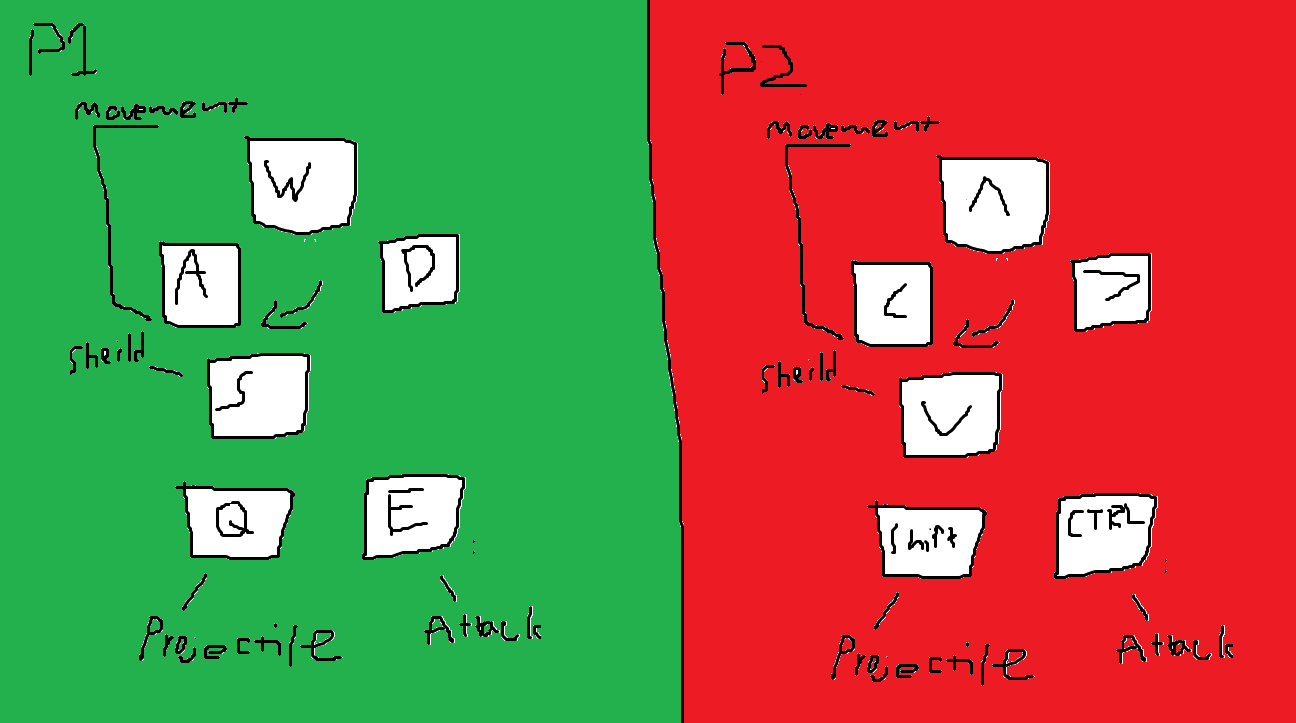 P1
Movement
W
A
D
Sheild
S
Q
E
Projectile
Attack
P2
Movement
^
<
>
Sheild
V
Shift
CTRL
Projectile
Attack